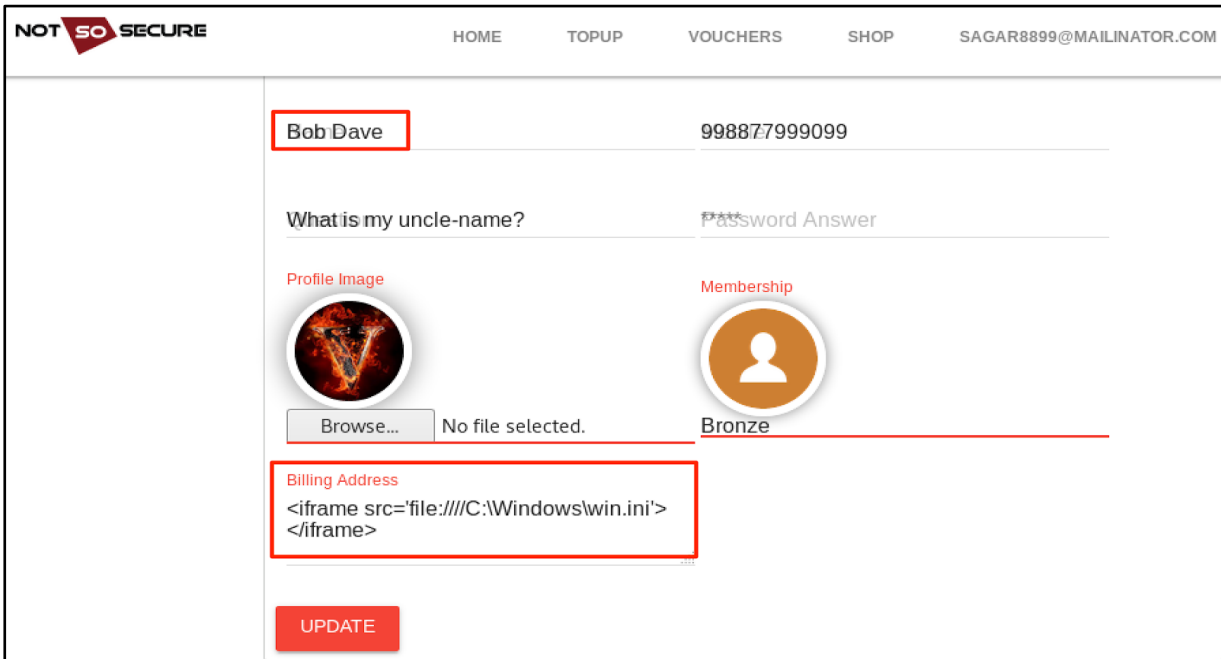 NOT SO SECURE
HOME TOPUP VOUCHERS SHOP SAGAR8899@MAILINATOR.COM
Bob Dave 998877999099
What is my uncle-name? ***** Password Answer
Profile Image
Membership
V
Browse... No file selected.
Bronze
Billing Address
<iframe src='file:////C:\Windows\win.ini'>
</iframe>
UPDATE